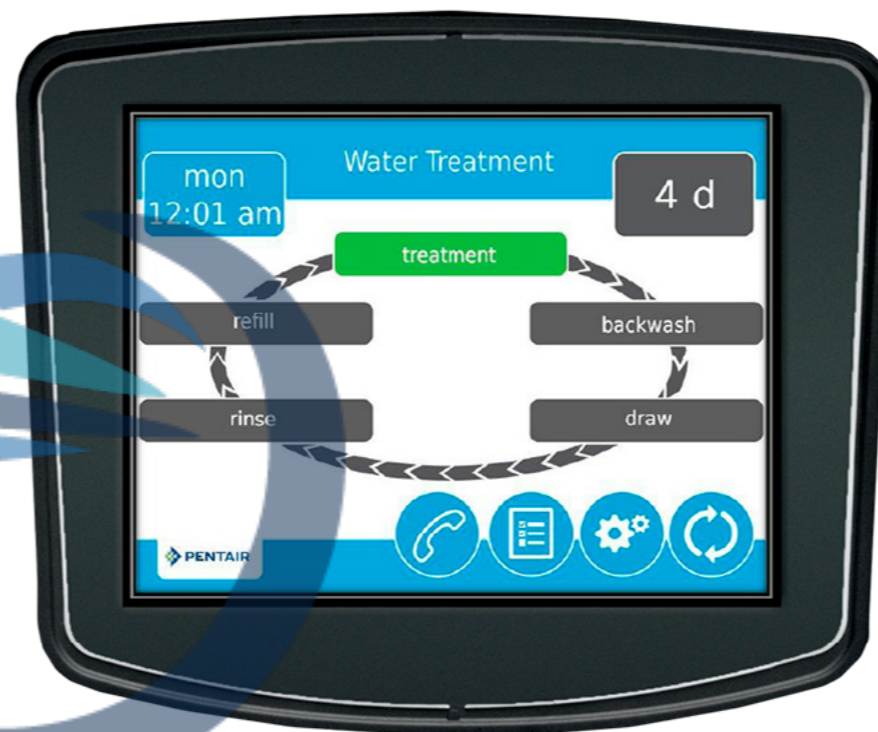 Water Treatment
mon
12:01 am
4 d
treatment
refill
backwash
rinse
draw
PENTAIR